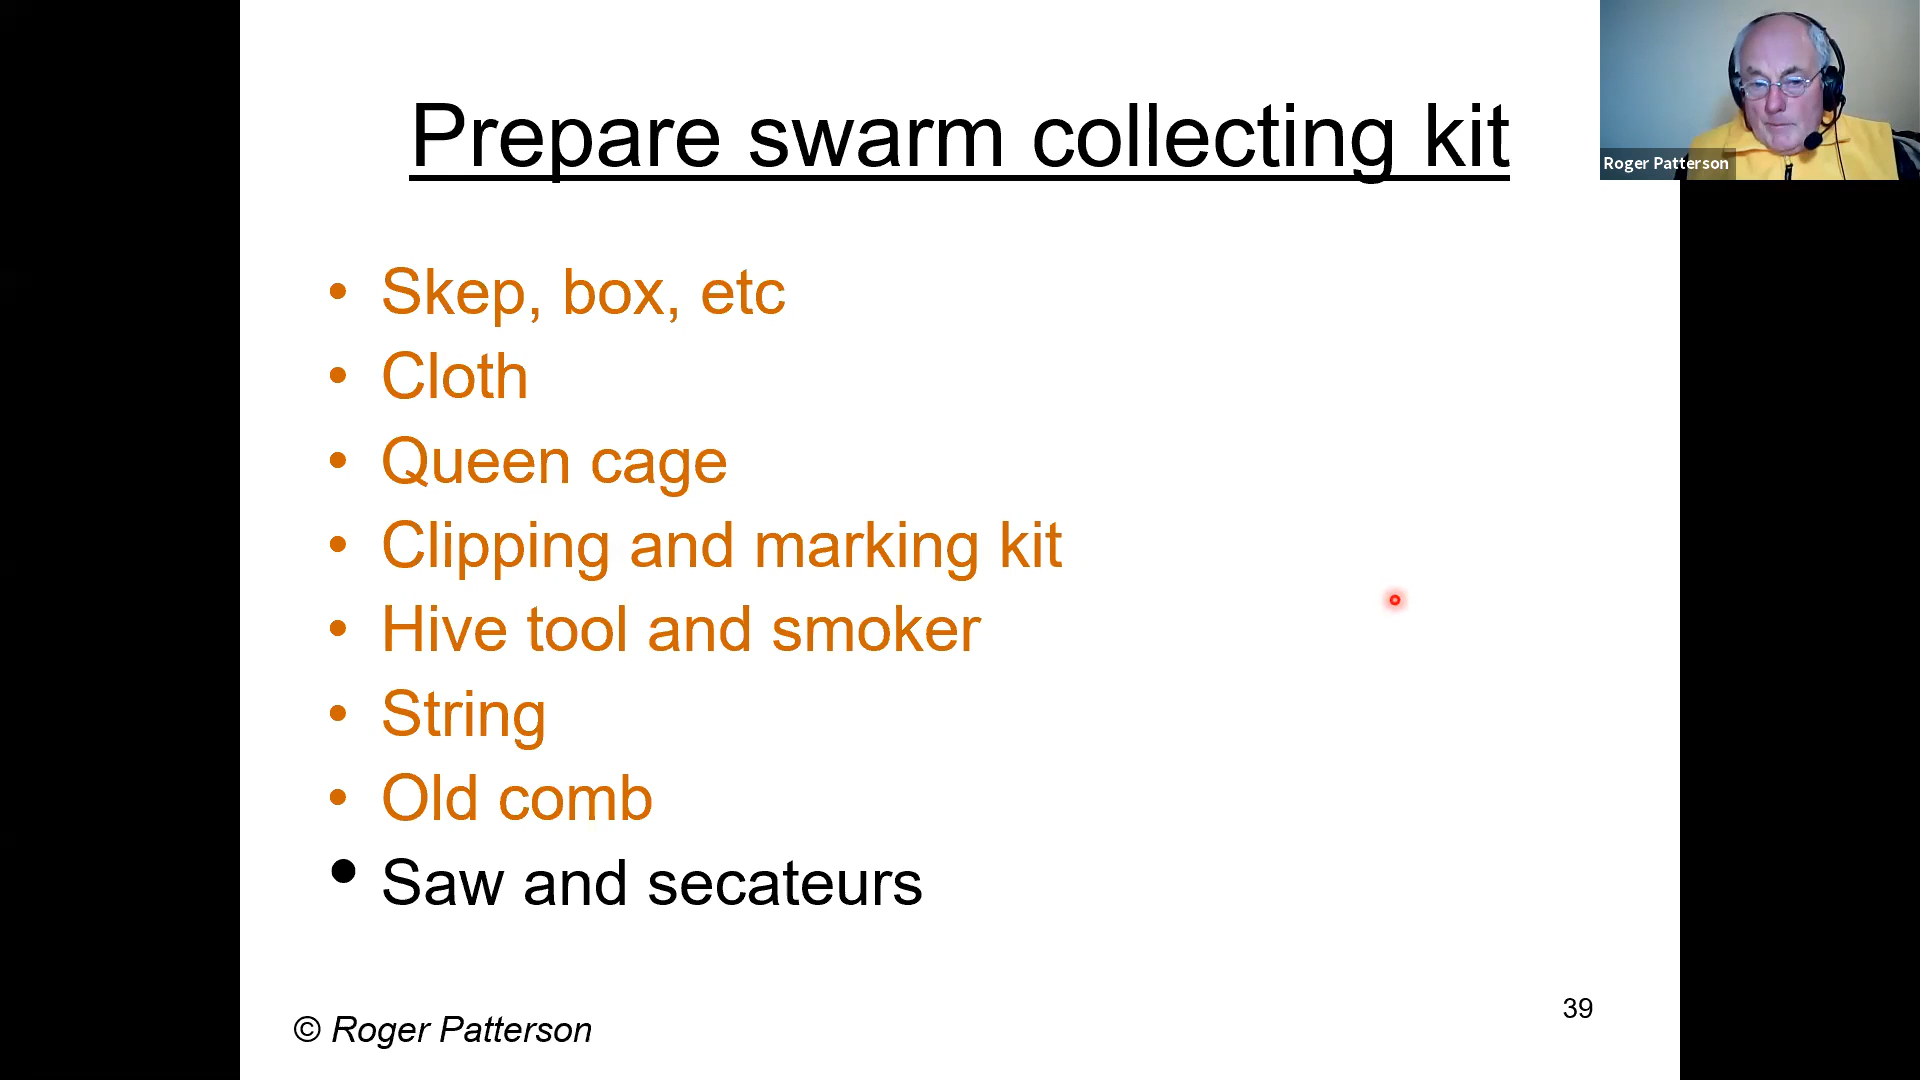 Prepare swarm collecting kit
Roger Patterson
• Skep, box, etc
• Cloth
• Queen cage
• Clipping and marking kit
• Hive tool and smoker
• String
• Old comb
• Saw and secateurs
39
© Roger Patterson